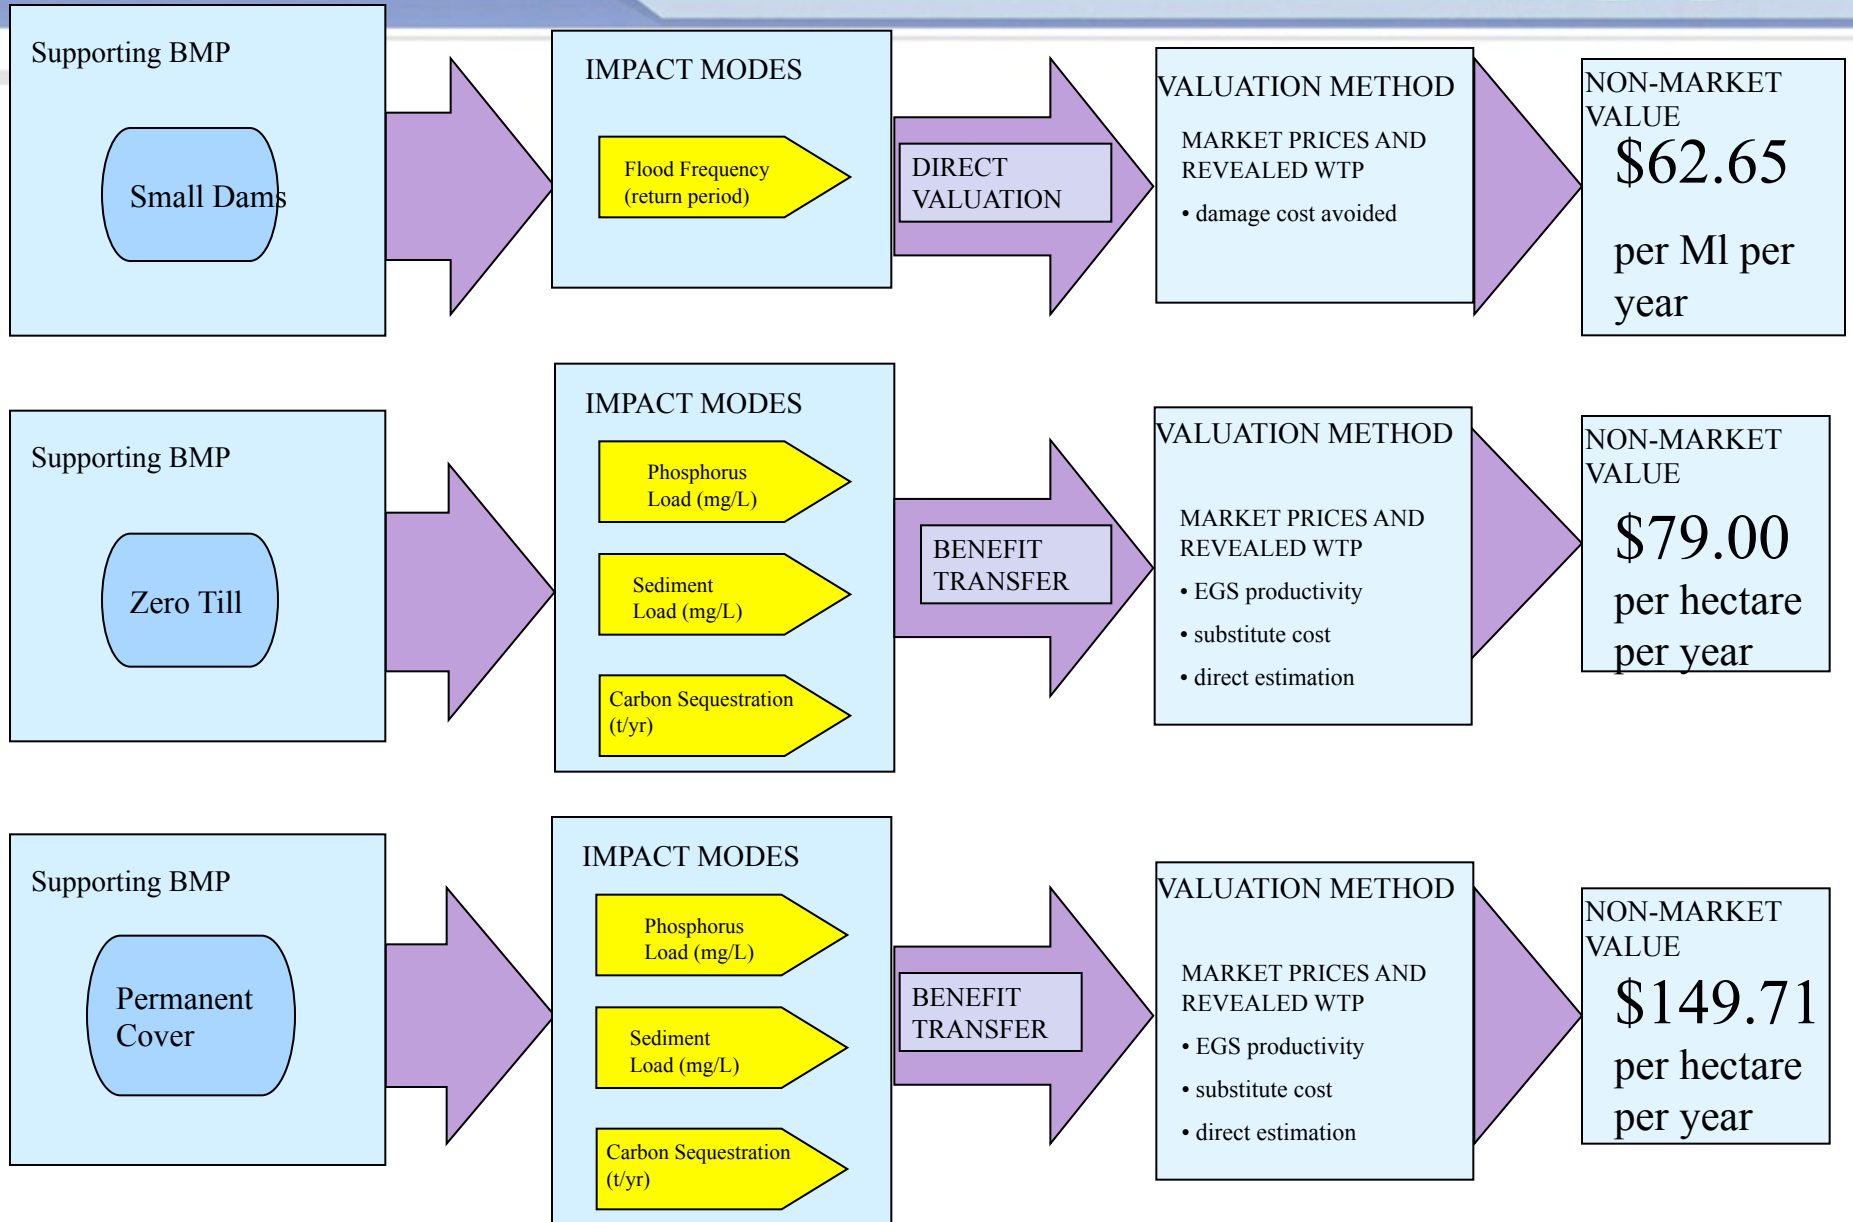 Supporting BMP
Small Dams
IMPACT MODES
Flood Frequency
(return period)
DIRECT
VALUATION
VALUATION METHOD
MARKET PRICES AND
REVEALED WTP
• damage cost avoided
NON-MARKET
VALUE
$62.65
per Ml per
year
Supporting BMP
Zero Till
IMPACT MODES
Phosphorus
Load (mg/L)
Sediment
Load (mg/L)
Carbon Sequestration
(t/yr)
BENEFIT
TRANSFER
VALUATION METHOD
MARKET PRICES AND
REVEALED WTP
• EGS productivity
• substitute cost
• direct estimation
NON-MARKET
VALUE
$79.00
per hectare
per year
Supporting BMP
Permanent
Cover
IMPACT MODES
Phosphorus
Load (mg/L)
Sediment
Load (mg/L)
Carbon Sequestration
(t/yr)
BENEFIT
TRANSFER
VALUATION METHOD
MARKET PRICES AND
REVEALED WTP
• EGS productivity
• substitute cost
• direct estimation
NON-MARKET
VALUE
$149.71
per hectare
per year